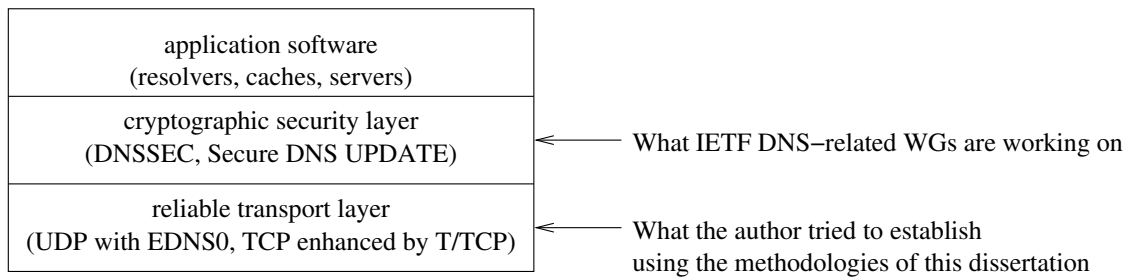 application software
(resolvers, caches, servers)
cryptographic security layer
(DNSSEC, Secure DNS UPDATE)
What IETF DNS−related WGs are working on
reliable transport layer
(UDP with EDNS0, TCP enhanced by T/TCP)
What the author tried to establish
using the methodologies of this dissertation